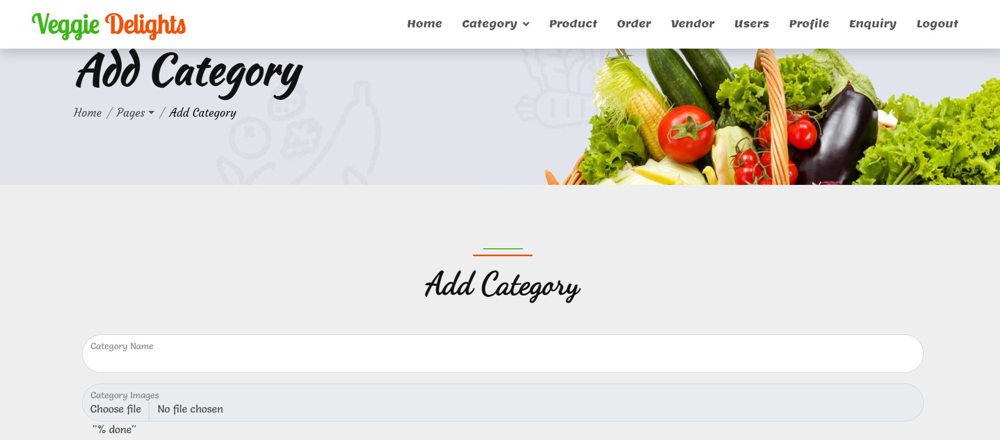 Veggie Delights
Home Category Product Order Vendor Users Profile Enquiry Logout
Add Category
Home / Pages / Add Category
Add Category
Category Name
Category Images
Choose file No file chosen
"% done"